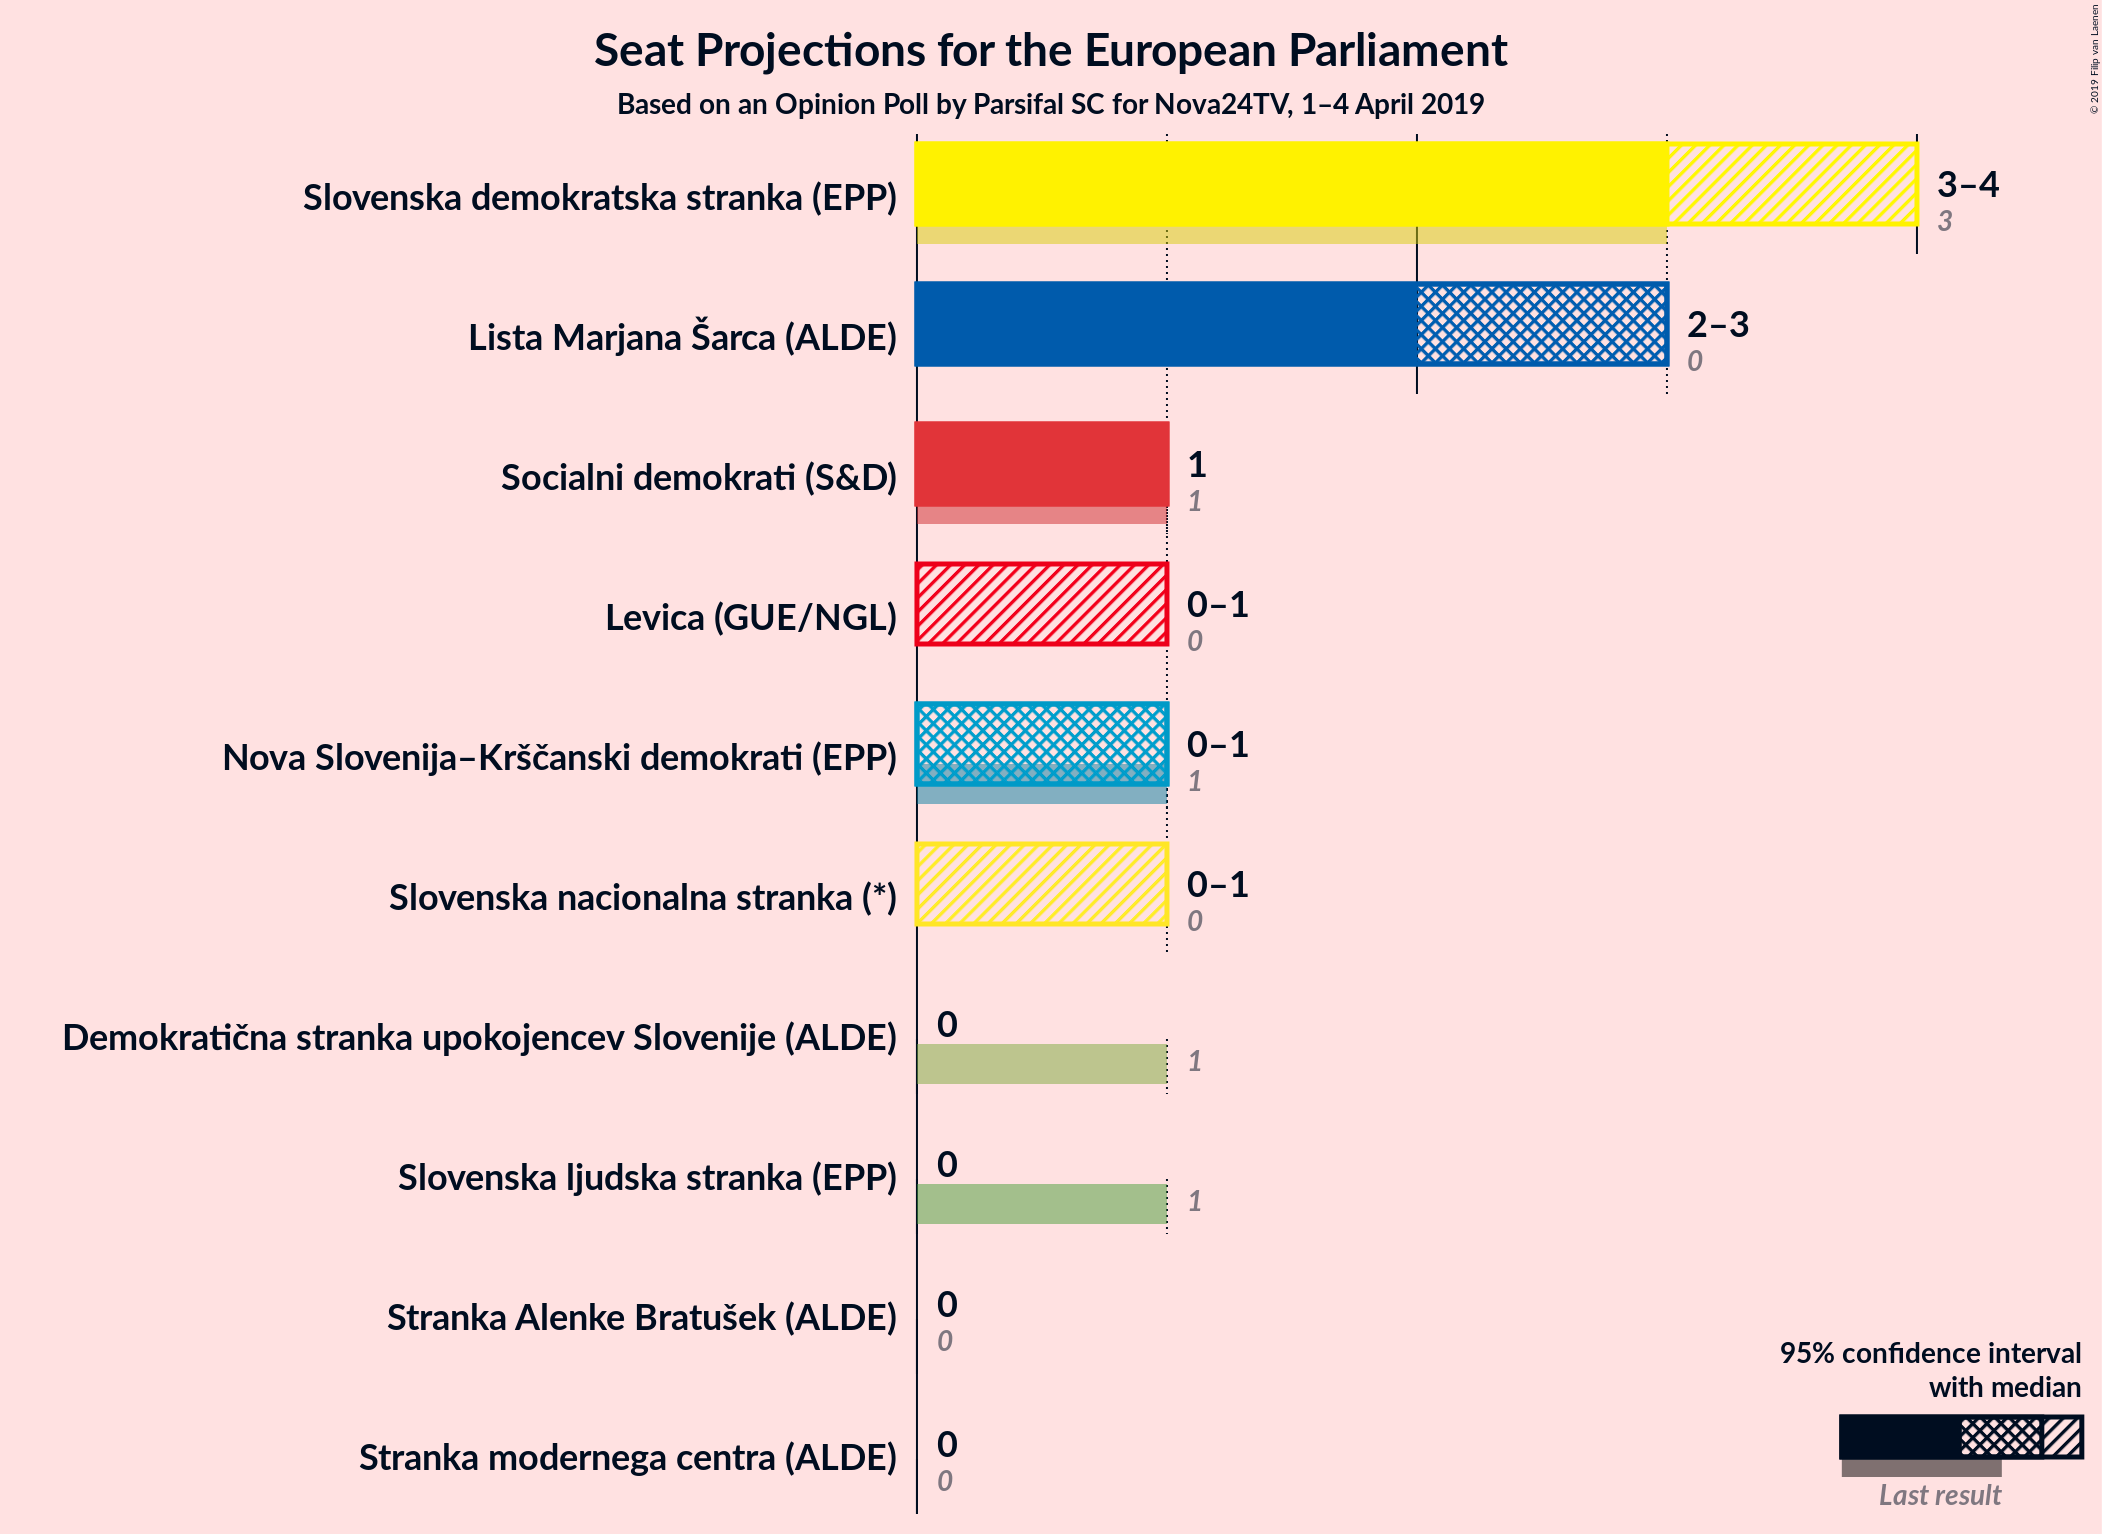 Seat Projections for the European Parliament
Based on an Opinion Poll by Parsifal SC for Nova24TV, 1–4 April 2019
© 2019 Filip van Laenen
Slovenska demokratska stranka (EPP)
3–4
3
Lista Marjana Šarca (ALDE)
2–3
0
Socialni demokrati (S&D)
1
1
Levica (GUE/NGL)
0–1
0
Nova Slovenija–Krščanski demokrati (EPP)
0–1
1
Slovenska nacionalna stranka (*)
0–1
0
Demokratična stranka upokojencev Slovenije (ALDE)
0
1
Slovenska ljudska stranka (EPP)
0
1
Stranka Alenke Bratušek (ALDE)
0
0
Stranka modernega centra (ALDE)
0
0
95% confidence interval
with median
Last result